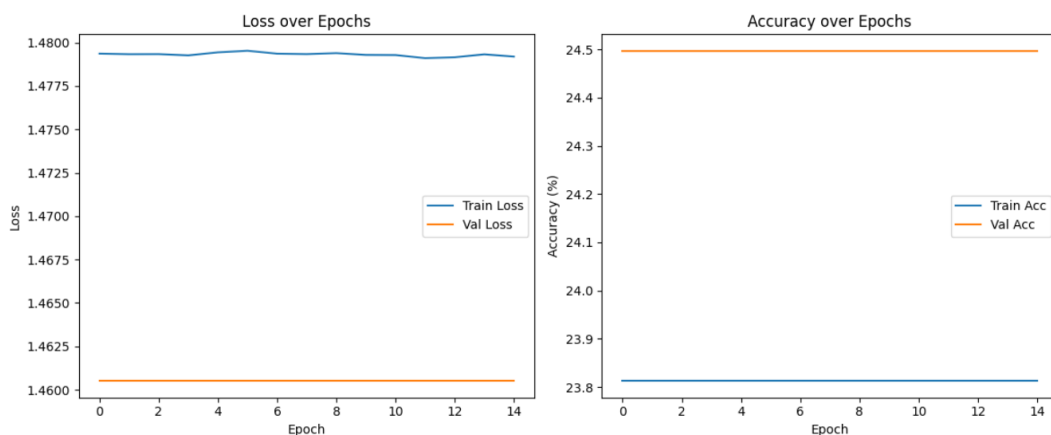 Loss over Epochs
1.4800
1.4775
1.4750
1.4725
1.4700
1.4675
1.4650
1.4625
1.4600
Loss
Train Loss
Val Loss
0 2 4 6 8 10 12 14
Epoch
Accuracy over Epochs
24.5
24.4
24.3
24.2
24.1
24.0
23.9
23.8
Accuracy (%)
Train Acc
Val Acc
0 2 4 6 8 10 12 14
Epoch